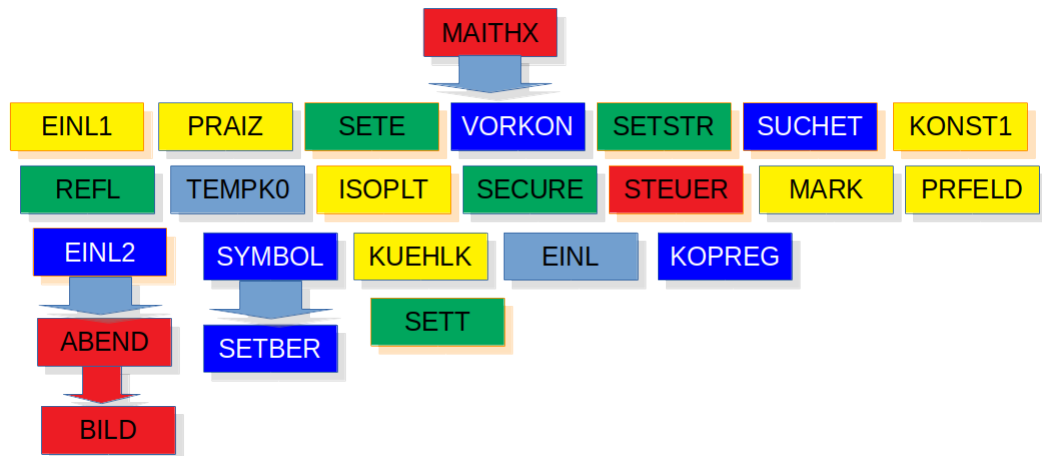 MAITHX
EINL1 PRAIZ SETE VORKON SETSTR SUCHET KONST1
REFL TEMPK0 ISOPLT SECURE STEUER MARK PRFELD
EINL2 SYMBOL KUEHLK EINL KOPREG
SETT
ABEND SETBER
BILD